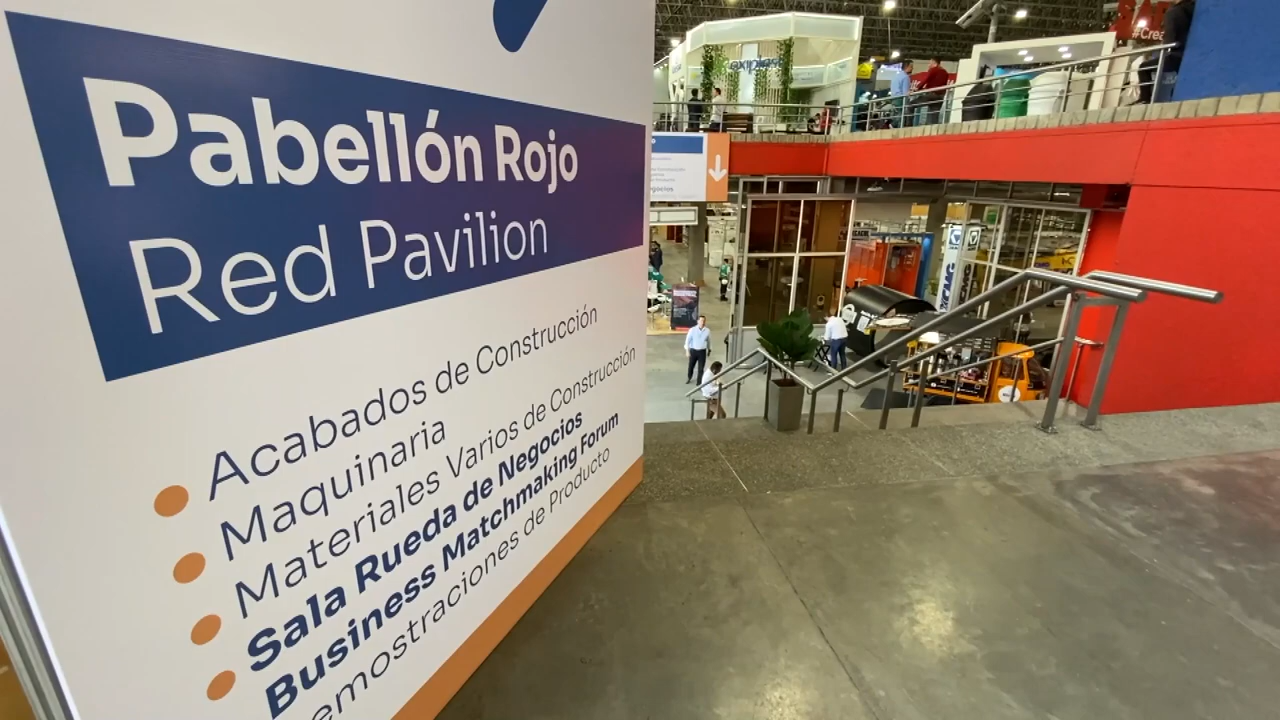 Pabellón Rojo
Red Pavilion
Acabados de Construcción
Maquinaria
Materiales Varios de Construcción
Sala Rueda de Negocios
Business Matchmaking Forum
emostraciones de Producto
#Crea